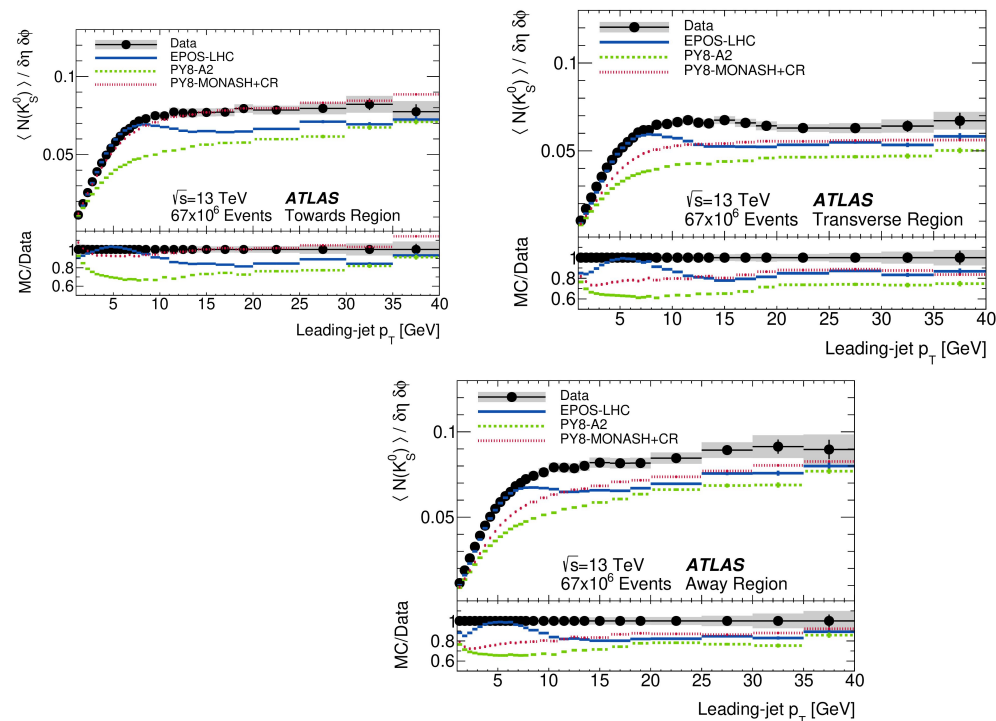 ⟨ N(K⁰_S) ⟩ / δη δφ
Data
EPOS-LHC
PY8-A2
PY8-MONASH+CR
0.1
0.05
√s=13 TeV ATLAS
67x10⁶ Events Towards Region
MC/Data
1
0.8
0.6
5 10 15 20 25 30 35 40
Leading-jet p_T [GeV]
⟨ N(K⁰_S) ⟩ / δη δφ
Data
EPOS-LHC
PY8-A2
PY8-MONASH+CR
0.1
0.05
√s=13 TeV ATLAS
67x10⁶ Events Transverse Region
MC/Data
1
0.8
0.6
5 10 15 20 25 30 35 40
Leading-jet p_T [GeV]
⟨ N(K⁰_S) ⟩ / δη δφ
Data
EPOS-LHC
PY8-A2
PY8-MONASH+CR
0.1
0.05
√s=13 TeV ATLAS
67x10⁶ Events Away Region
MC/Data
1
0.8
0.6
5 10 15 20 25 30 35 40
Leading-jet p_T [GeV]